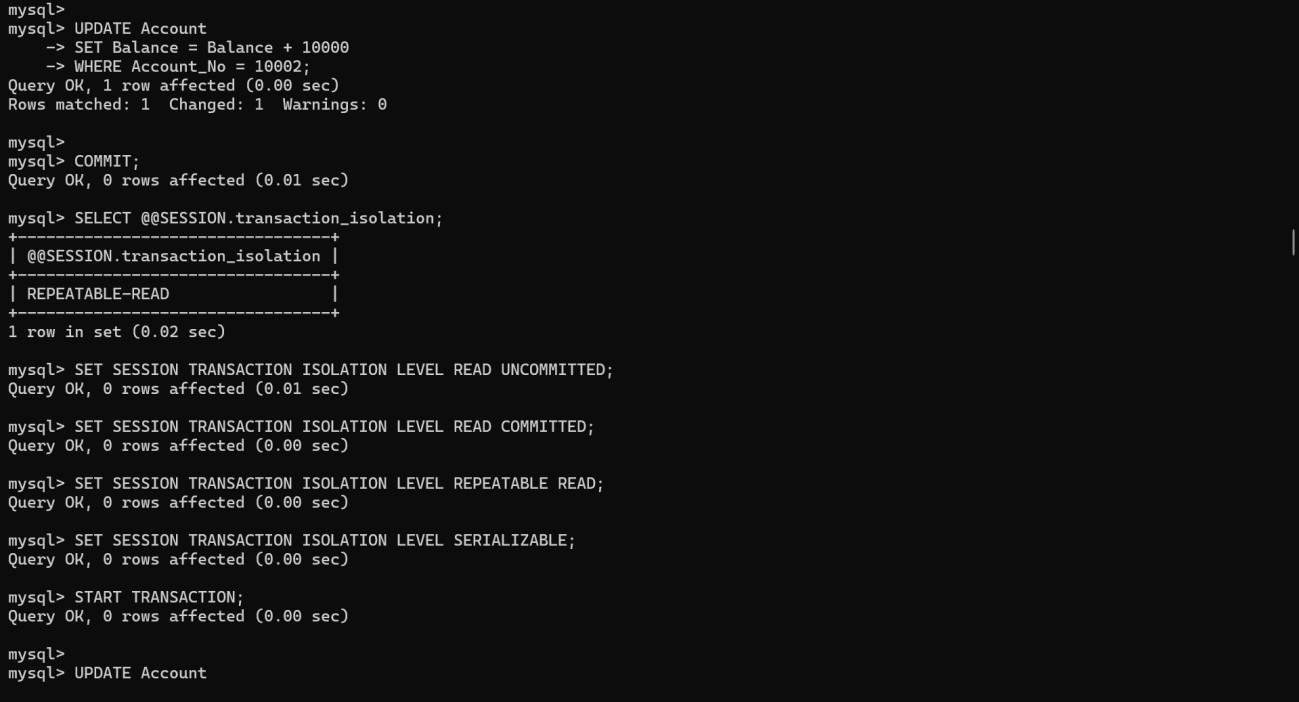 mysql>
mysql> UPDATE Account
    -> SET Balance = Balance + 10000
    -> WHERE Account_No = 10002;
Query OK, 1 row affected (0.00 sec)
Rows matched: 1  Changed: 1  Warnings: 0

mysql>
mysql> COMMIT;
Query OK, 0 rows affected (0.01 sec)

mysql> SELECT @@SESSION.transaction_isolation;
+---------------------------------+
| @@SESSION.transaction_isolation |
+---------------------------------+
| REPEATABLE-READ                 |
+---------------------------------+
1 row in set (0.02 sec)

mysql> SET SESSION TRANSACTION ISOLATION LEVEL READ UNCOMMITTED;
Query OK, 0 rows affected (0.01 sec)

mysql> SET SESSION TRANSACTION ISOLATION LEVEL READ COMMITTED;
Query OK, 0 rows affected (0.00 sec)

mysql> SET SESSION TRANSACTION ISOLATION LEVEL REPEATABLE READ;
Query OK, 0 rows affected (0.00 sec)

mysql> SET SESSION TRANSACTION ISOLATION LEVEL SERIALIZABLE;
Query OK, 0 rows affected (0.00 sec)

mysql> START TRANSACTION;
Query OK, 0 rows affected (0.00 sec)

mysql>
mysql> UPDATE Account